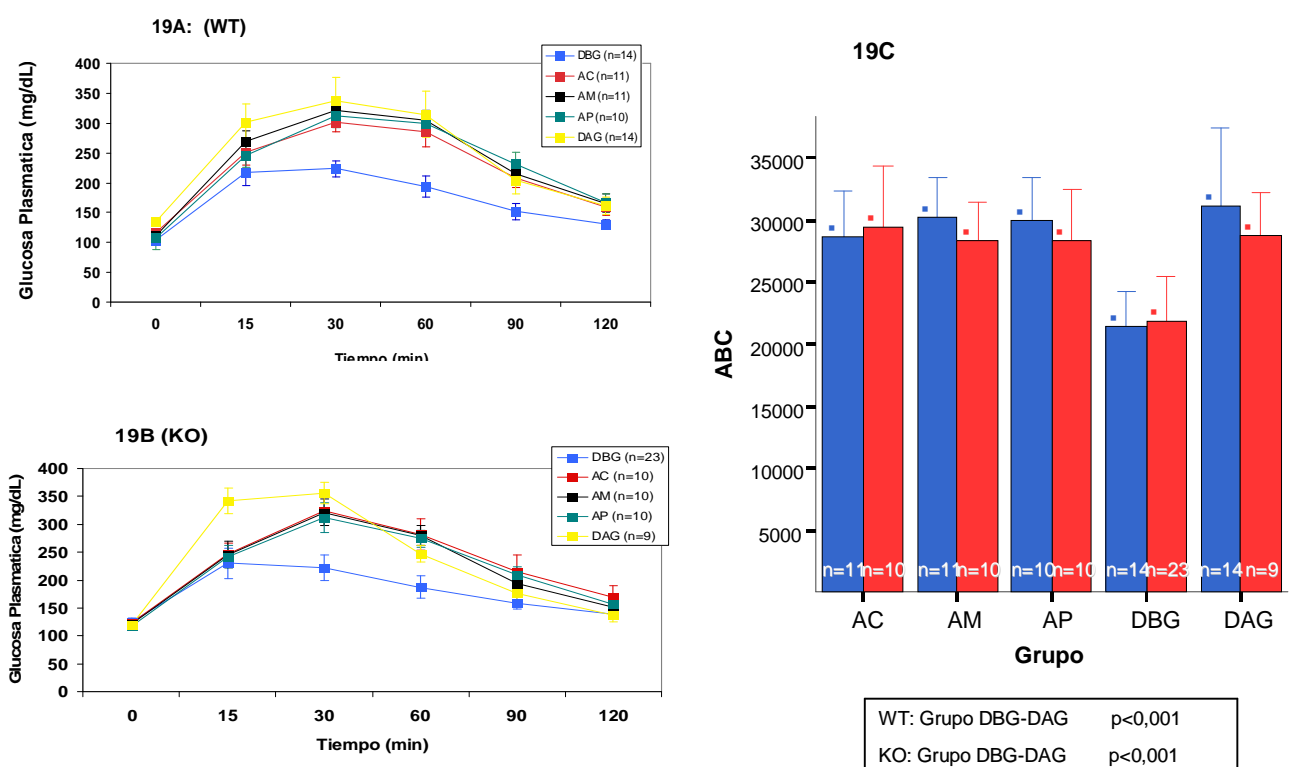 19A: (WT)
Glucosa Plasmatica (mg/dL)
400
350
300
250
200
150
100
50
0
0 15 30 60 90 120
Tiempo (min)
DBG (n=14)
AC (n=11)
AM (n=11)
AP (n=10)
DAG (n=14)
19B (KO)
Glucosa Plasmatica (mg/dL)
400
350
300
250
200
150
100
50
0
0 15 30 60 90 120
Tiempo (min)
DBG (n=23)
AC (n=10)
AM (n=10)
AP (n=10)
DAG (n=9)
19C
ABC
35000
30000
25000
20000
15000
10000
5000
n=11 n=10 n=11 n=10 n=10 n=10 n=14 n=23 n=14 n=9
AC AM AP DBG DAG
Grupo
WT: Grupo DBG-DAG p<0,001
KO: Grupo DBG-DAG p<0,001